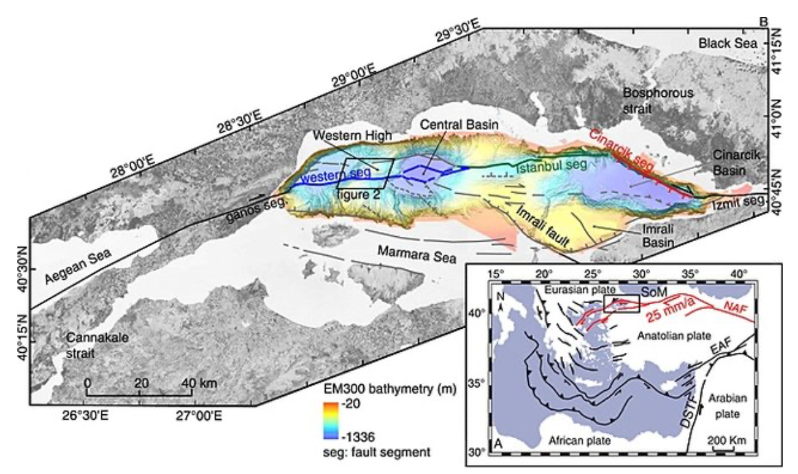 B
29°30'E
Black Sea
41°15'N
29°00'E
Bosphorous
strait
41°0'N
28°30'E
Western High
Central Basin
Cinarcik seg
28°00'E
Cinarcik
Basin
Istanbul seg
western seg
40°45'N
figure 2
Izmit seg.
ganos seg.
Imrali fault
Imrali
Basin
Marmara Sea
Aegean Sea
40°30'N
40°15'N
Cannakale
strait
0 20 40 km
26°30'E
27°00'E
EM300 bathymetry (m)
-20
-1336
seg: fault segment
15° 20° 25° 30° 35° 40°
Eurasian plate
SoM
N
25 mm/a
NAF
40°
Anatolian plate
EAF
35°
DSTF
Arabian
plate
African plate
200 Km
30°
A